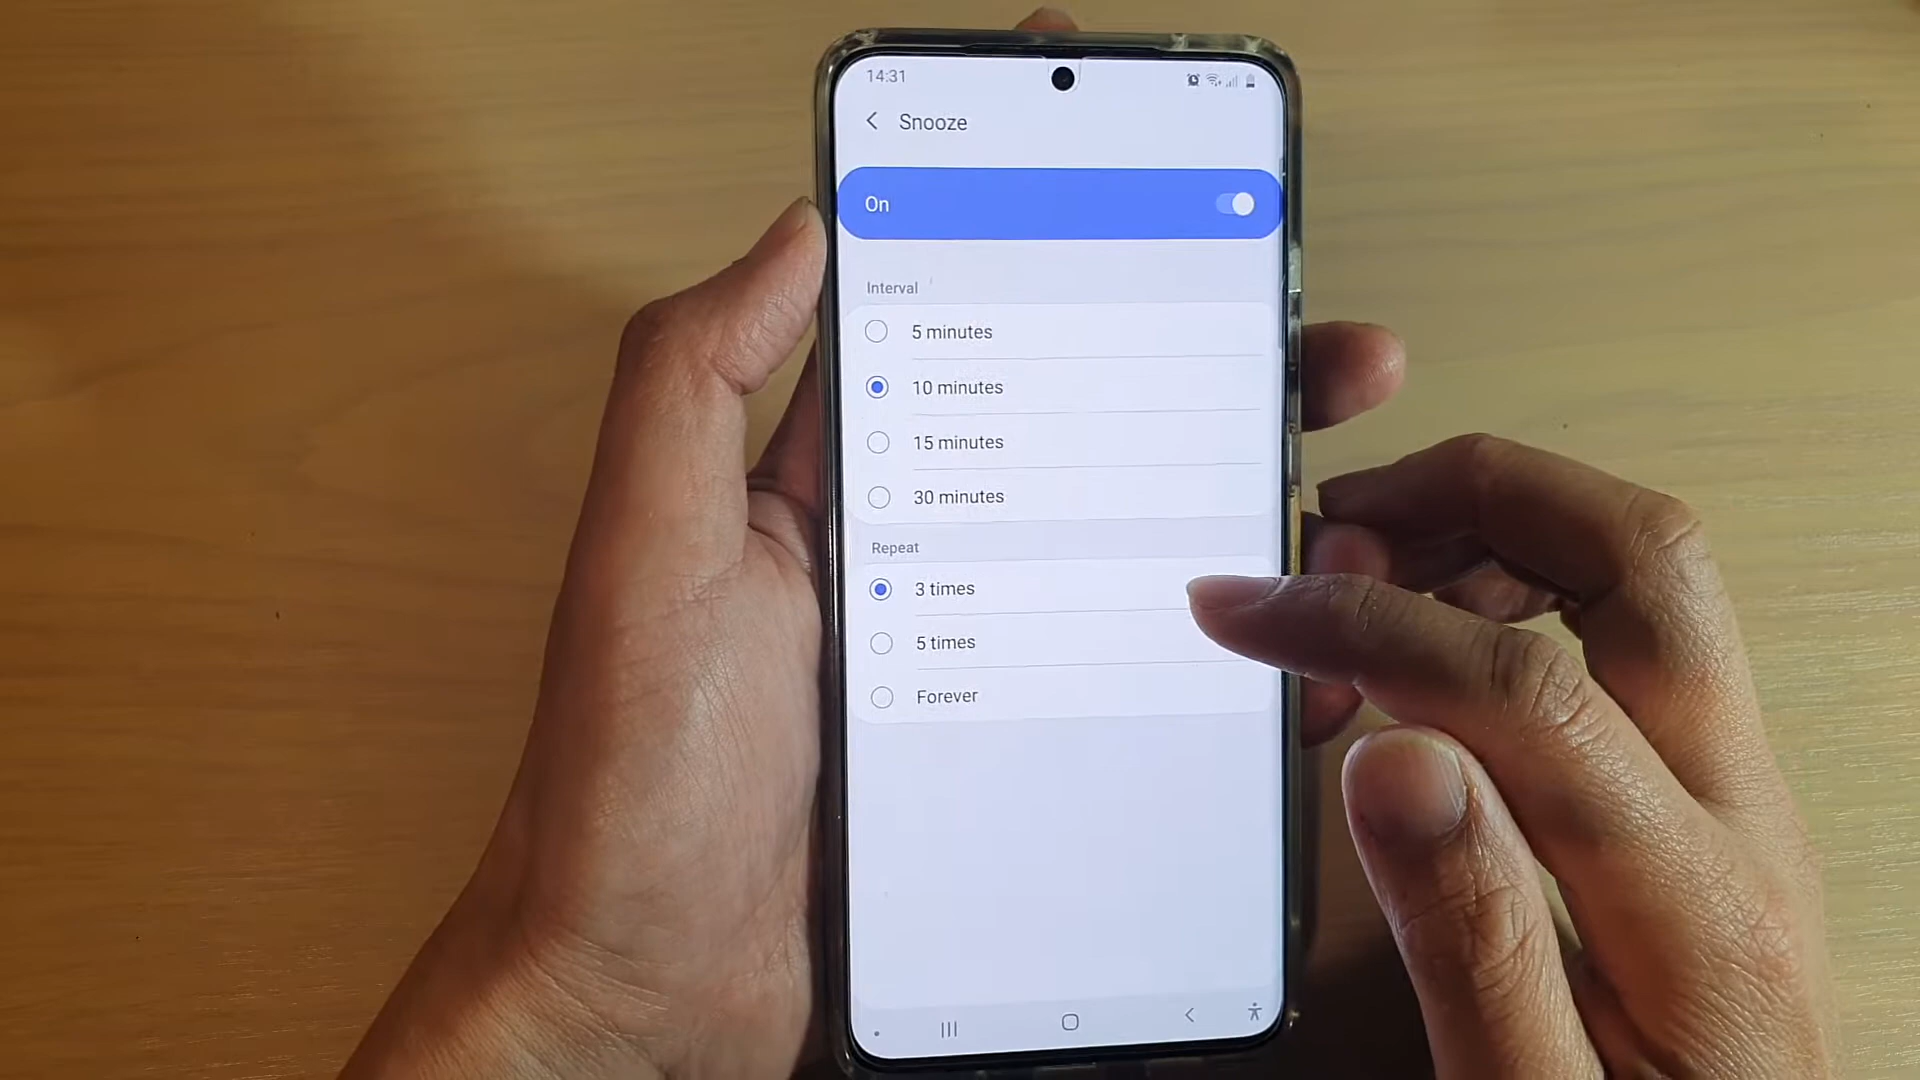 14:31
Snooze
On
Interval
5 minutes
10 minutes
15 minutes
30 minutes
Repeat
3 times
5 times
Forever